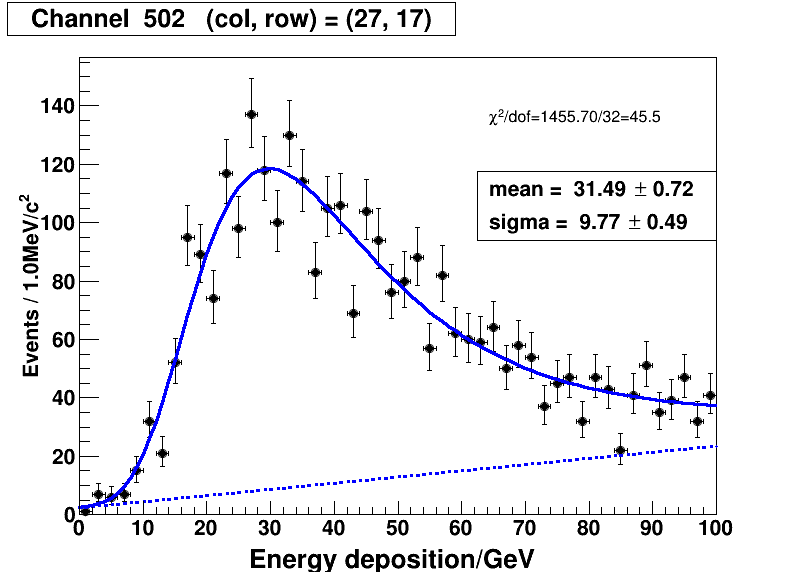 Channel 502 (col, row) = (27, 17)
χ²/dof=1455.70/32=45.5
mean = 31.49 ± 0.72
sigma = 9.77 ± 0.49
Events / 1.0MeV/c²
140
120
100
80
60
40
20
0
0 10 20 30 40 50 60 70 80 90 100
Energy deposition/GeV